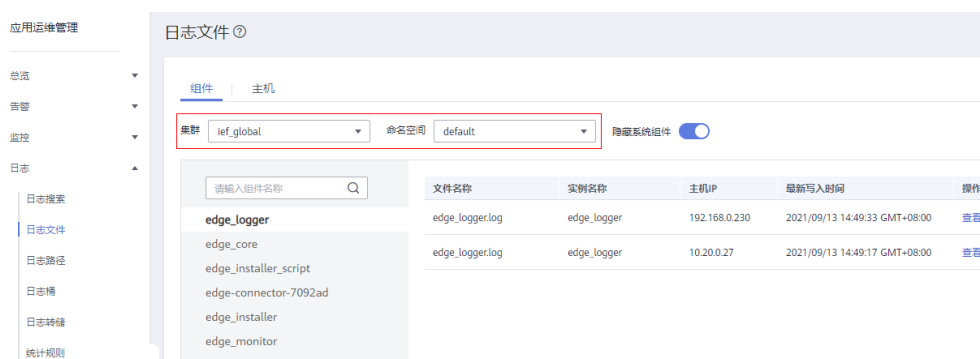 应用运维管理
日志文件
总览
告警
监控
日志
日志搜索
日志文件
日志路径
日志桶
日志转储
统计规则
组件 主机
集群 ief_global 命名空间 default 隐藏系统组件
请输入组件名称
edge_logger
edge_core
edge_installer_script
edge-connector-7092ad
edge_installer
edge_monitor
文件名称 实例名称 主机IP 最新写入时间 操作
edge_logger.log edge_logger 192.168.0.230 2021/09/13 14:49:33 GMT+08:00 查看
edge_logger.log edge_logger 10.20.0.27 2021/09/13 14:49:17 GMT+08:00 查看